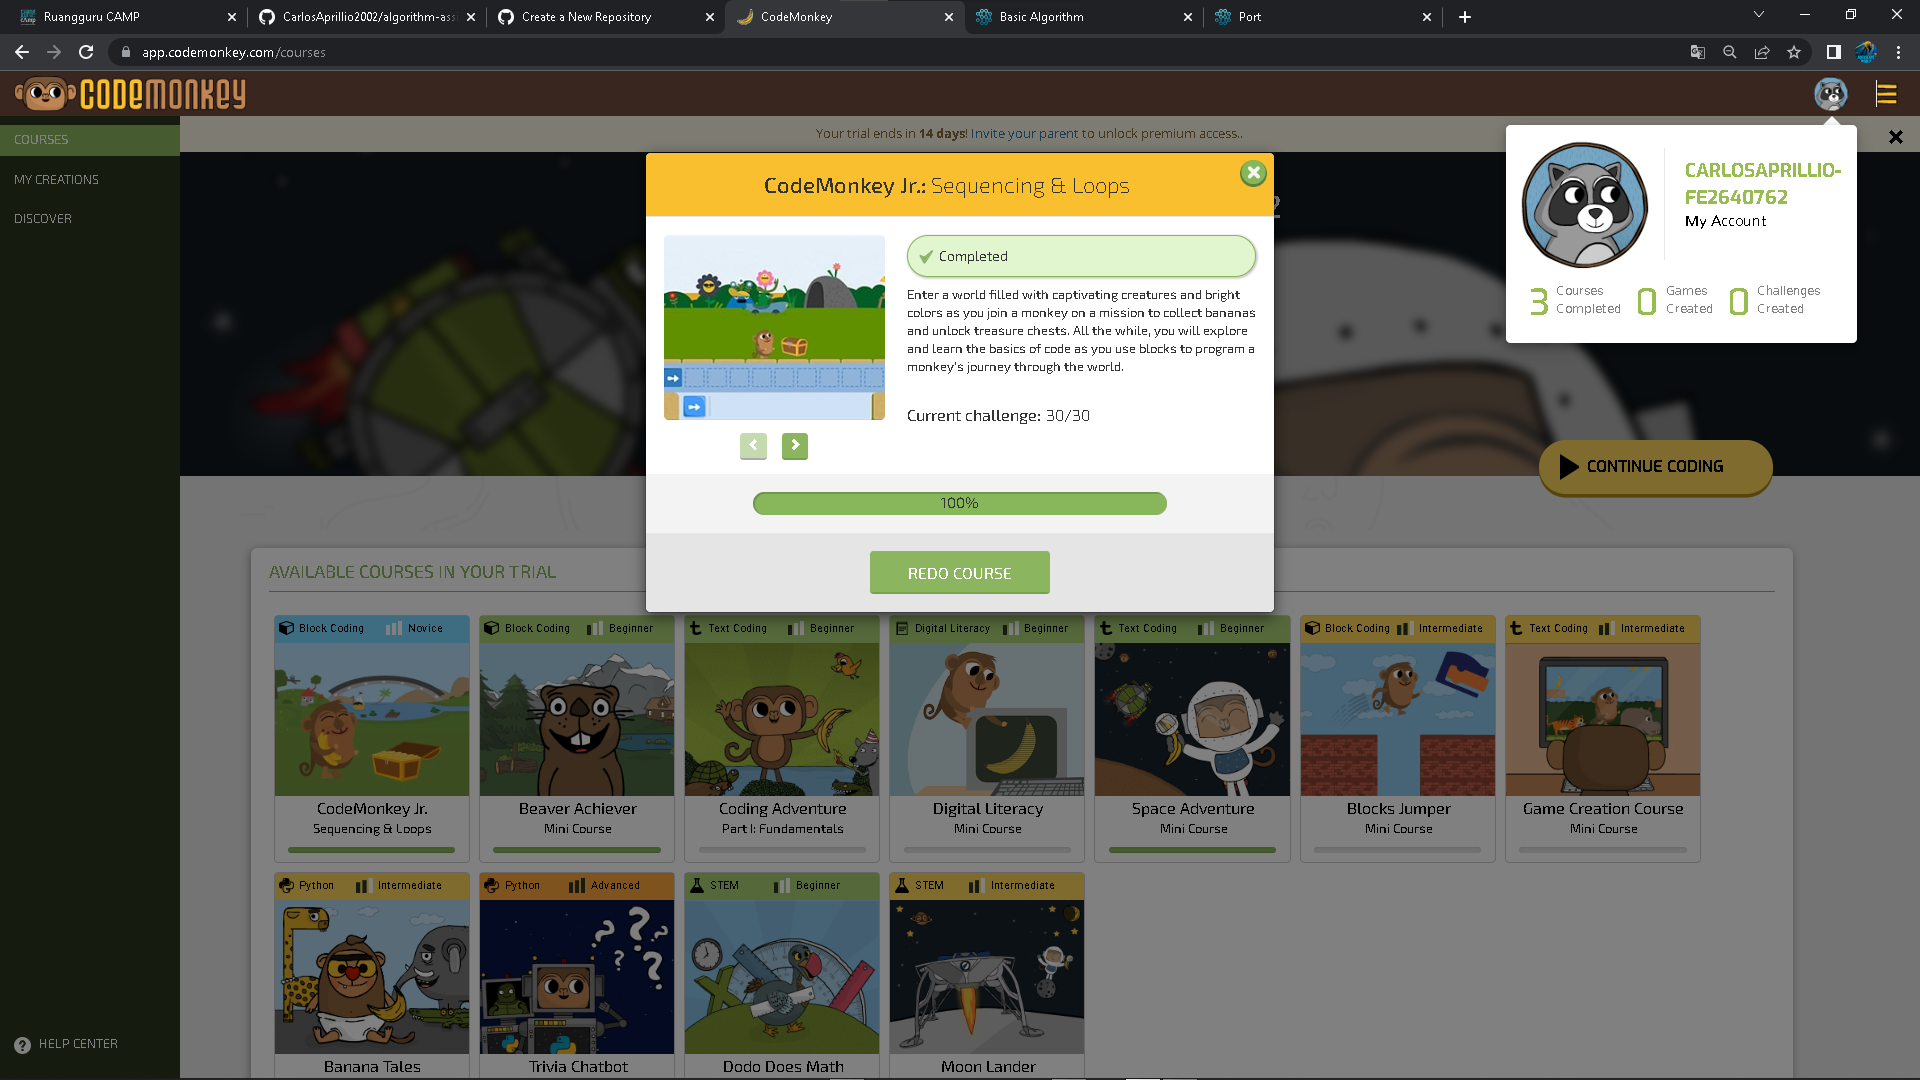 Ruangguru CAMP
CarlosAprillio2002/algorithm-ass
Create a New Repository
CodeMonkey
Basic Algorithm
Port
app.codemonkey.com/courses
CODEMONKEY
COURSES
MY CREATIONS
DISCOVER
HELP CENTER
Your trial ends in 14 days! Invite your parent to unlock premium access..
CARLOSAPRILLIO-
FE2640762
My Account
3 Courses Completed
0 Games Created
0 Challenges Created
CodeMonkey Jr.: Sequencing & Loops
Completed
Enter a world filled with captivating creatures and bright
colors as you join a monkey on a mission to collect bananas
and unlock treasure chests. All the while, you will explore
and learn the basics of code as you use blocks to program a
monkey's journey through the world.
Current challenge: 30/30
100%
REDO COURSE
CONTINUE CODING
AVAILABLE COURSES IN YOUR TRIAL
Block Coding Novice
CodeMonkey Jr.
Sequencing & Loops
Block Coding Beginner
Beaver Achiever
Mini Course
Text Coding Beginner
Coding Adventure
Part I: Fundamentals
Digital Literacy Beginner
Digital Literacy
Mini Course
Text Coding Beginner
Space Adventure
Mini Course
Block Coding Intermediate
Blocks Jumper
Mini Course
Text Coding Intermediate
Game Creation Course
Mini Course
Python Intermediate
Banana Tales
Python Advanced
Trivia Chatbot
STEM Beginner
Dodo Does Math
STEM Intermediate
Moon Lander